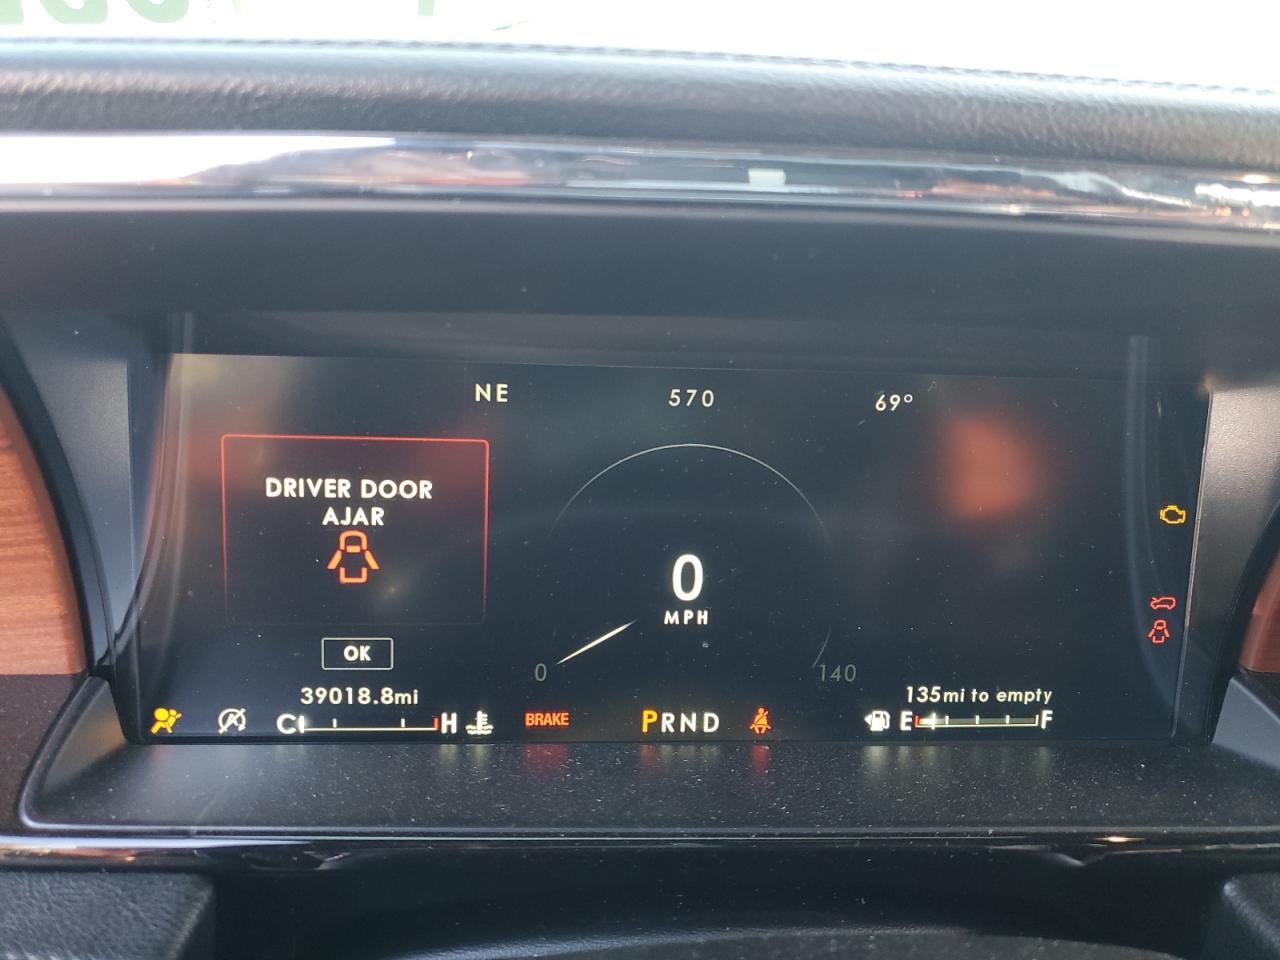 NE 570 69°
DRIVER DOOR
AJAR
0
MPH
OK
0 140
39018.8mi 135mi to empty
C H BRAKE PRND E F